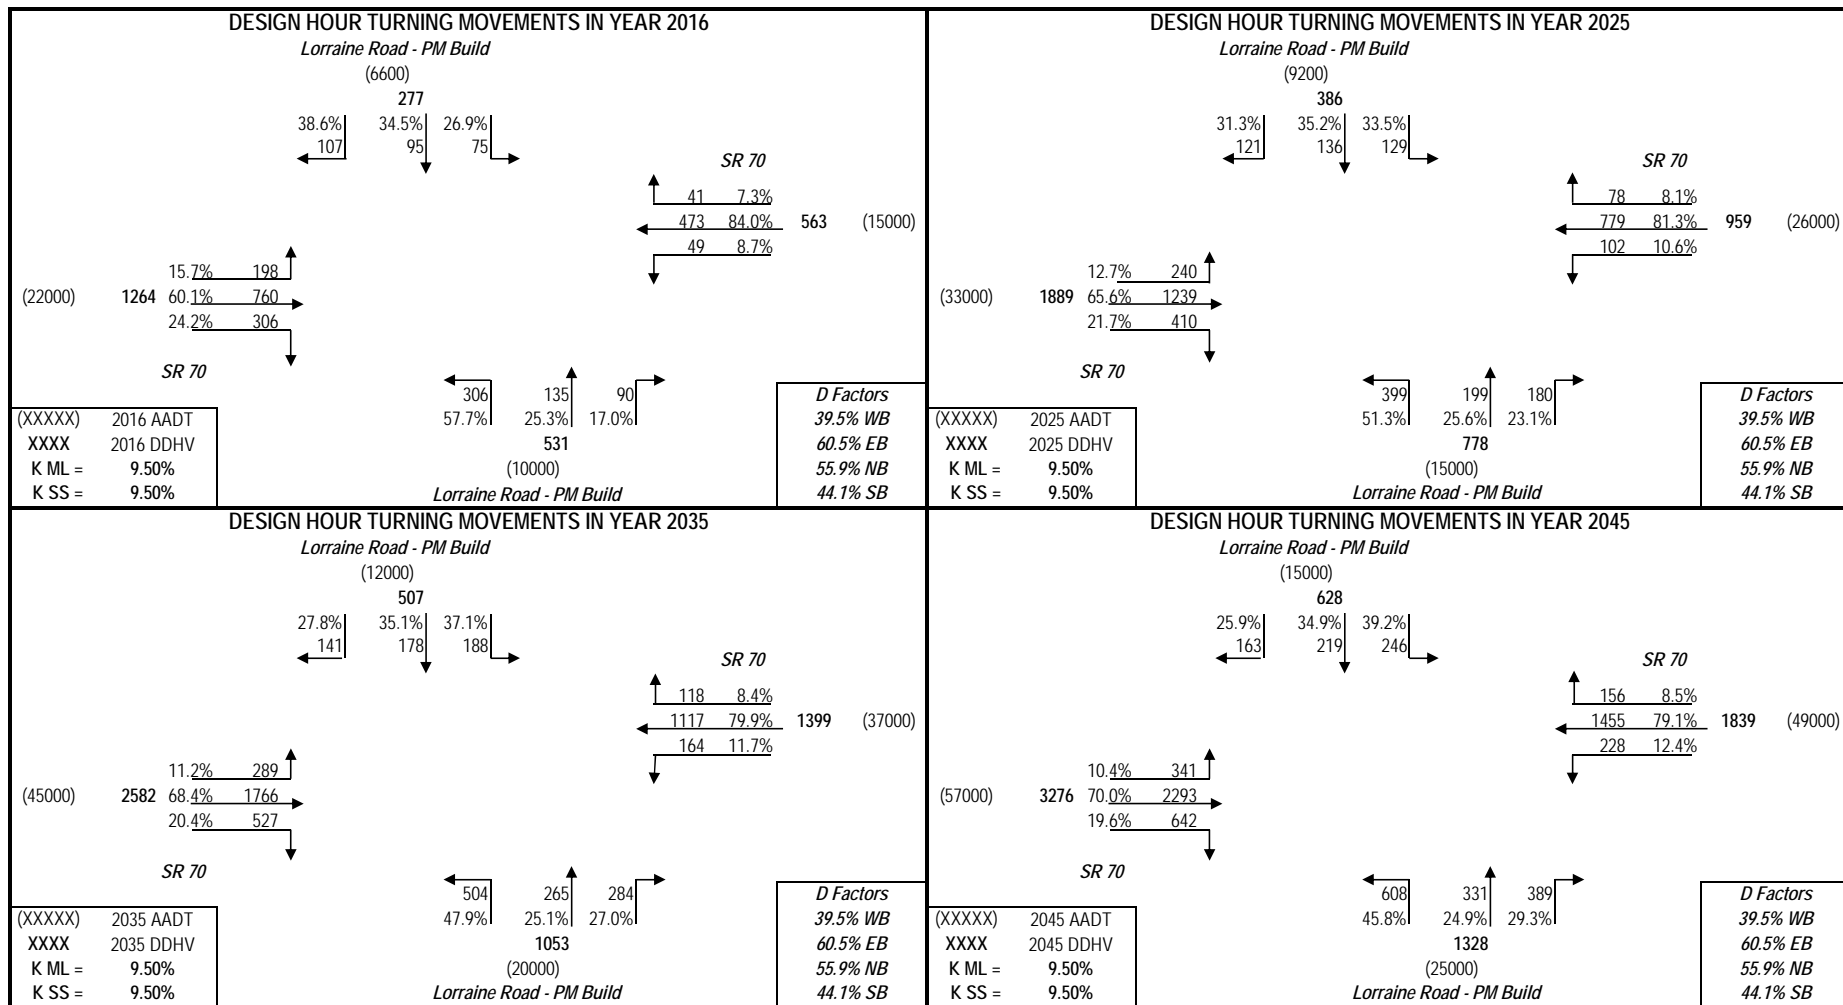 DESIGN HOUR TURNING MOVEMENTS IN YEAR 2016
Lorraine Road - PM Build
(6600)
277
38.6% 34.5% 26.9%
107 95 75
SR 70
41 7.3%
473 84.0% 563 (15000)
49 8.7%
15.7% 198
(22000) 1264 60.1% 760
24.2% 306
SR 70
306 135 90
57.7% 25.3% 17.0%
531
(10000)
Lorraine Road - PM Build
(XXXXX) 2016 AADT
XXXX 2016 DDHV
K ML = 9.50%
K SS = 9.50%
D Factors
39.5% WB
60.5% EB
55.9% NB
44.1% SB
DESIGN HOUR TURNING MOVEMENTS IN YEAR 2025
Lorraine Road - PM Build
(9200)
386
31.3% 35.2% 33.5%
121 136 129
SR 70
78 8.1%
779 81.3% 959 (26000)
102 10.6%
12.7% 240
(33000) 1889 65.6% 1239
21.7% 410
SR 70
399 199 180
51.3% 25.6% 23.1%
778
(15000)
Lorraine Road - PM Build
(XXXXX) 2025 AADT
XXXX 2025 DDHV
K ML = 9.50%
K SS = 9.50%
D Factors
39.5% WB
60.5% EB
55.9% NB
44.1% SB
DESIGN HOUR TURNING MOVEMENTS IN YEAR 2035
Lorraine Road - PM Build
(12000)
507
27.8% 35.1% 37.1%
141 178 188
SR 70
118 8.4%
1117 79.9% 1399 (37000)
164 11.7%
11.2% 289
(45000) 2582 68.4% 1766
20.4% 527
SR 70
504 265 284
47.9% 25.1% 27.0%
1053
(20000)
Lorraine Road - PM Build
(XXXXX) 2035 AADT
XXXX 2035 DDHV
K ML = 9.50%
K SS = 9.50%
D Factors
39.5% WB
60.5% EB
55.9% NB
44.1% SB
DESIGN HOUR TURNING MOVEMENTS IN YEAR 2045
Lorraine Road - PM Build
(15000)
628
25.9% 34.9% 39.2%
163 219 246
SR 70
156 8.5%
1455 79.1% 1839 (49000)
228 12.4%
10.4% 341
(57000) 3276 70.0% 2293
19.6% 642
SR 70
608 331 389
45.8% 24.9% 29.3%
1328
(25000)
Lorraine Road - PM Build
(XXXXX) 2045 AADT
XXXX 2045 DDHV
K ML = 9.50%
K SS = 9.50%
D Factors
39.5% WB
60.5% EB
55.9% NB
44.1% SB